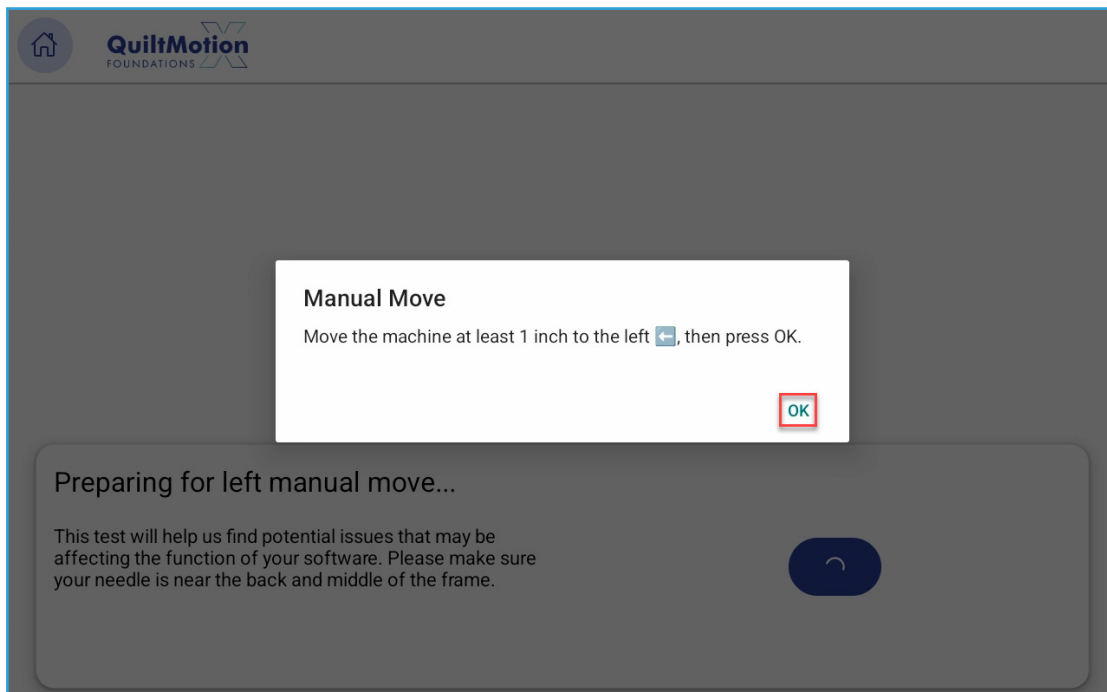 QuiltMotion
FOUNDATIONS
Manual Move
Move the machine at least 1 inch to the left ⬅️, then press OK.
OK
Preparing for left manual move...
This test will help us find potential issues that may be
affecting the function of your software. Please make sure
your needle is near the back and middle of the frame.